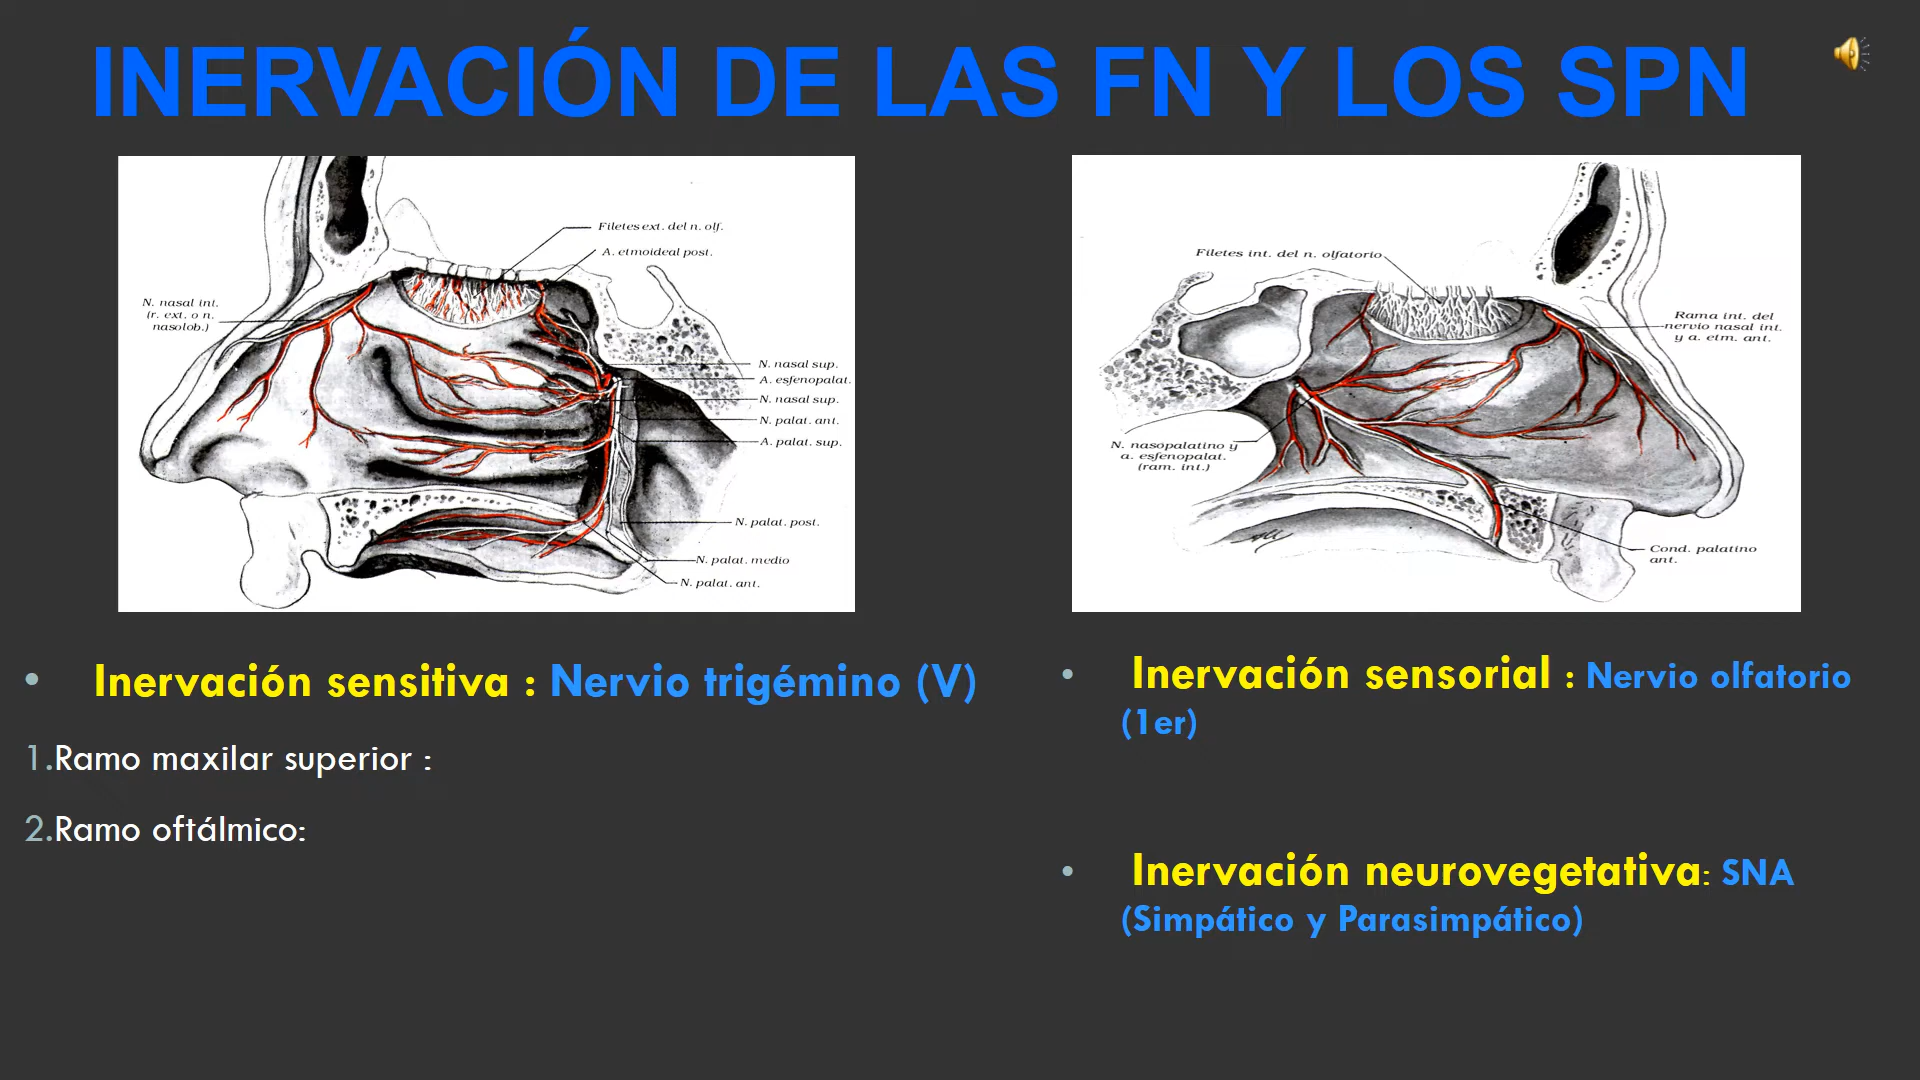 INERVACIÓN DE LAS FN Y LOS SPN
Filetes ext. del n. olf.
A. etmoideal post.
N. nasal int.
(r. ext. o n.
nasolob.)
N. nasal sup.
A. esfenopalat.
N. nasal sup.
N. palat. ant.
A. palat. sup.
N. palat. post.
N. palat. medio
N. palat. ant.
Filetes int. del n. olfatorio
Rama int. del
nervio nasal int.
y a. etm. ant.
N. nasopalatino y
a. esfenopalat.
(ram. int.)
Cond. palatino
ant.
• Inervación sensitiva : Nervio trigémino (V)
1.Ramo maxilar superior :
2.Ramo oftálmico:
• Inervación sensorial : Nervio olfatorio
(1er)
• Inervación neurovegetativa: SNA
(Simpático y Parasimpático)